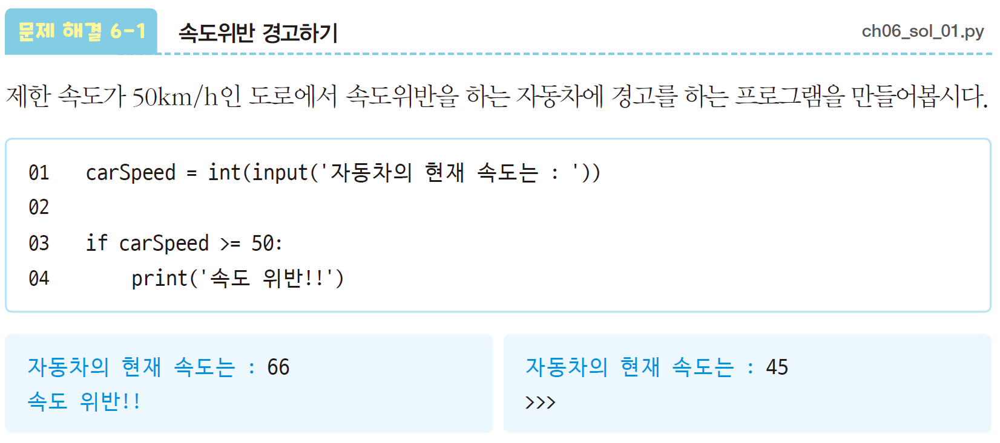 문제 해결 6-1 속도위반 경고하기 ch06_sol_01.py
제한 속도가 50km/h인 도로에서 속도위반을 하는 자동차에 경고를 하는 프로그램을 만들어봅시다.
01 carSpeed = int(input('자동차의 현재 속도는 : '))
02
03 if carSpeed >= 50:
04     print('속도 위반!!')
자동차의 현재 속도는 : 66
속도 위반!!
자동차의 현재 속도는 : 45
>>>